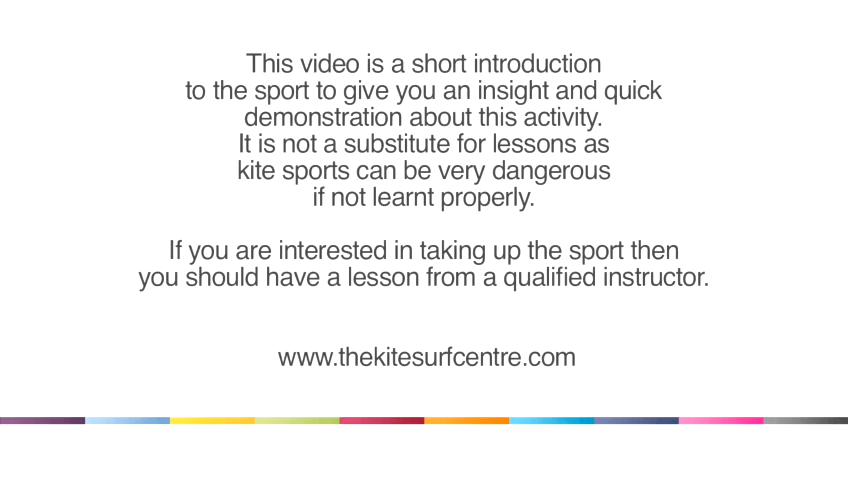 This video is a short introduction
to the sport to give you an insight and quick
demonstration about this activity.
It is not a substitute for lessons as
kite sports can be very dangerous
if not learnt properly.
If you are interested in taking up the sport then
you should have a lesson from a qualified instructor.
www.thekitesurfcentre.com